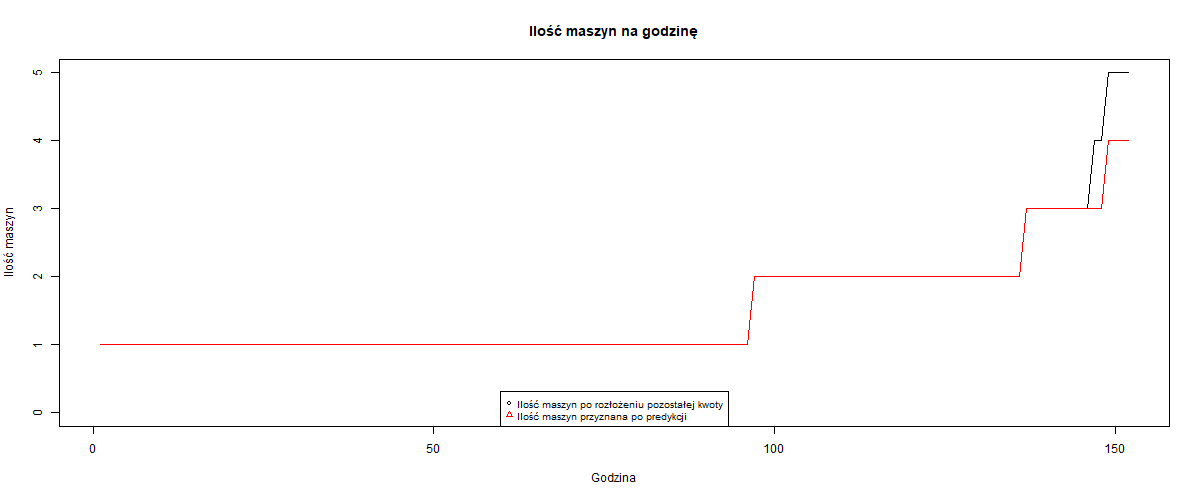 Ilość maszyn na godzinę
Ilość maszyn
5
4
3
2
1
0
Ilość maszyn po rozłożeniu pozostałej kwoty
Ilość maszyn przyznana po predykcji
0 50 100 150
Godzina